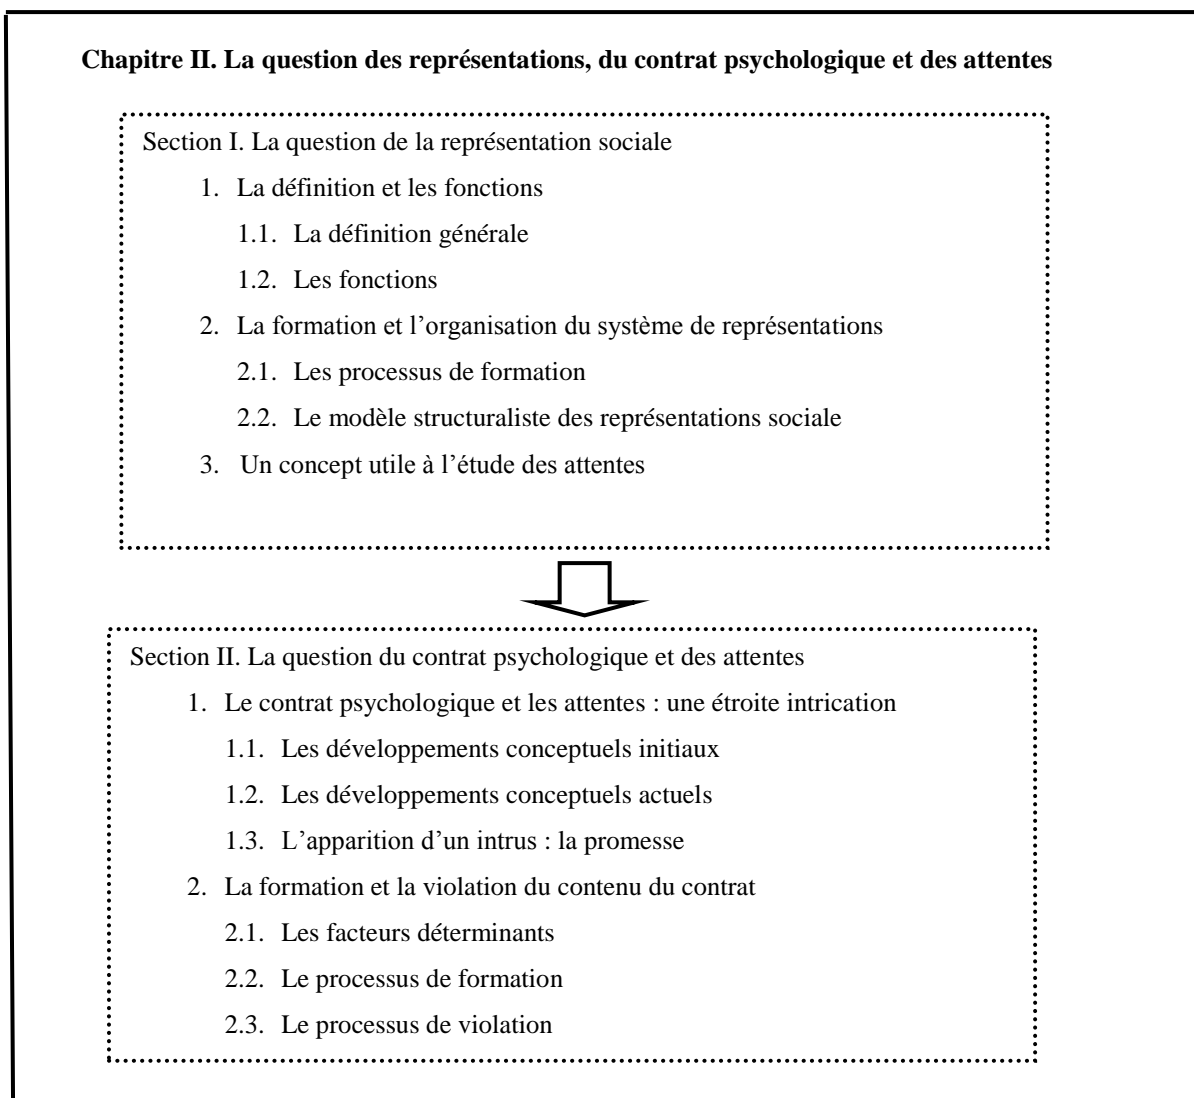 Chapitre II. La question des représentations, du contrat psychologique et des attentes
Section I. La question de la représentation sociale
1. La définition et les fonctions
1.1. La définition générale
1.2. Les fonctions
2. La formation et l’organisation du système de représentations
2.1. Les processus de formation
2.2. Le modèle structuraliste des représentations sociale
3. Un concept utile à l’étude des attentes
Section II. La question du contrat psychologique et des attentes
1. Le contrat psychologique et les attentes : une étroite intrication
1.1. Les développements conceptuels initiaux
1.2. Les développements conceptuels actuels
1.3. L’apparition d’un intrus : la promesse
2. La formation et la violation du contenu du contrat
2.1. Les facteurs déterminants
2.2. Le processus de formation
2.3. Le processus de violation